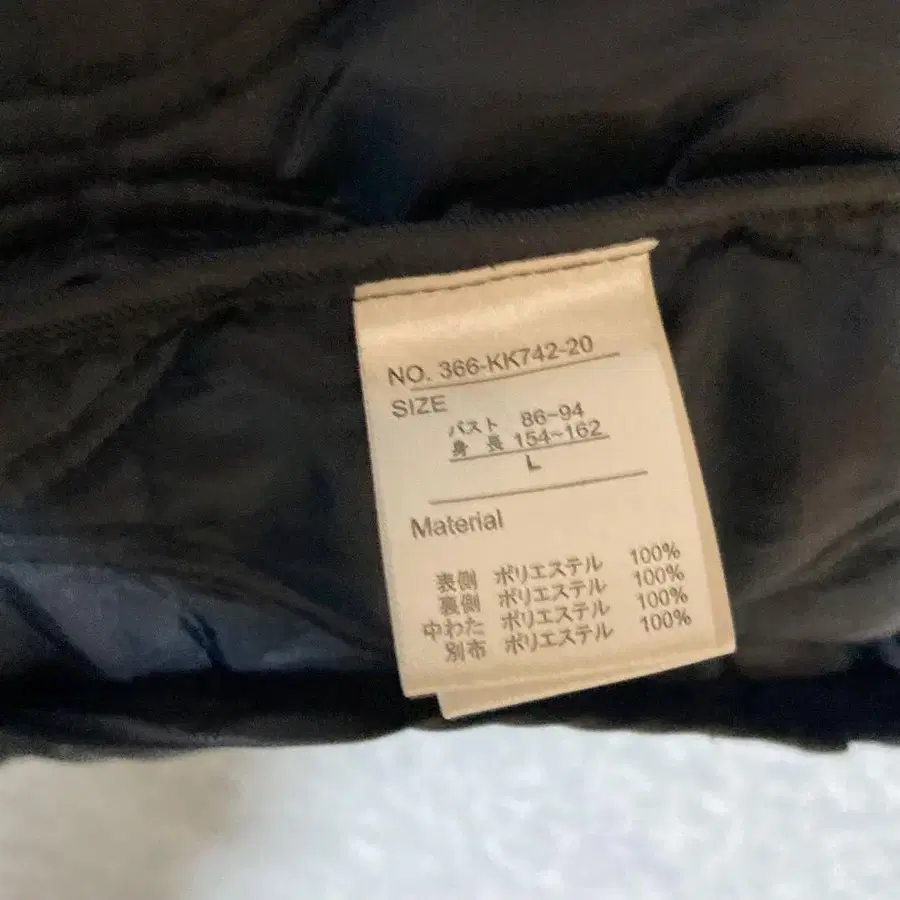 NO. 366-KK742-20
SIZE
バスト 86~94
身長 154~162
L
Material
表側 ポリエステル 100%
裏側 ポリエステル 100%
中わた ポリエステル 100%
別布 ポリエステル 100%